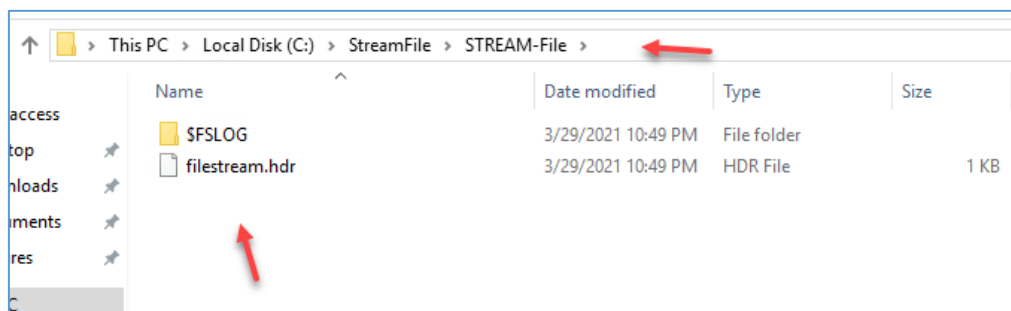 This PC > Local Disk (C:) > StreamFile > STREAM-File >
Name Date modified Type Size
access
$FSLOG 3/29/2021 10:49 PM File folder
top
filestream.hdr 3/29/2021 10:49 PM HDR File 1 KB
nloads
uments
res
C